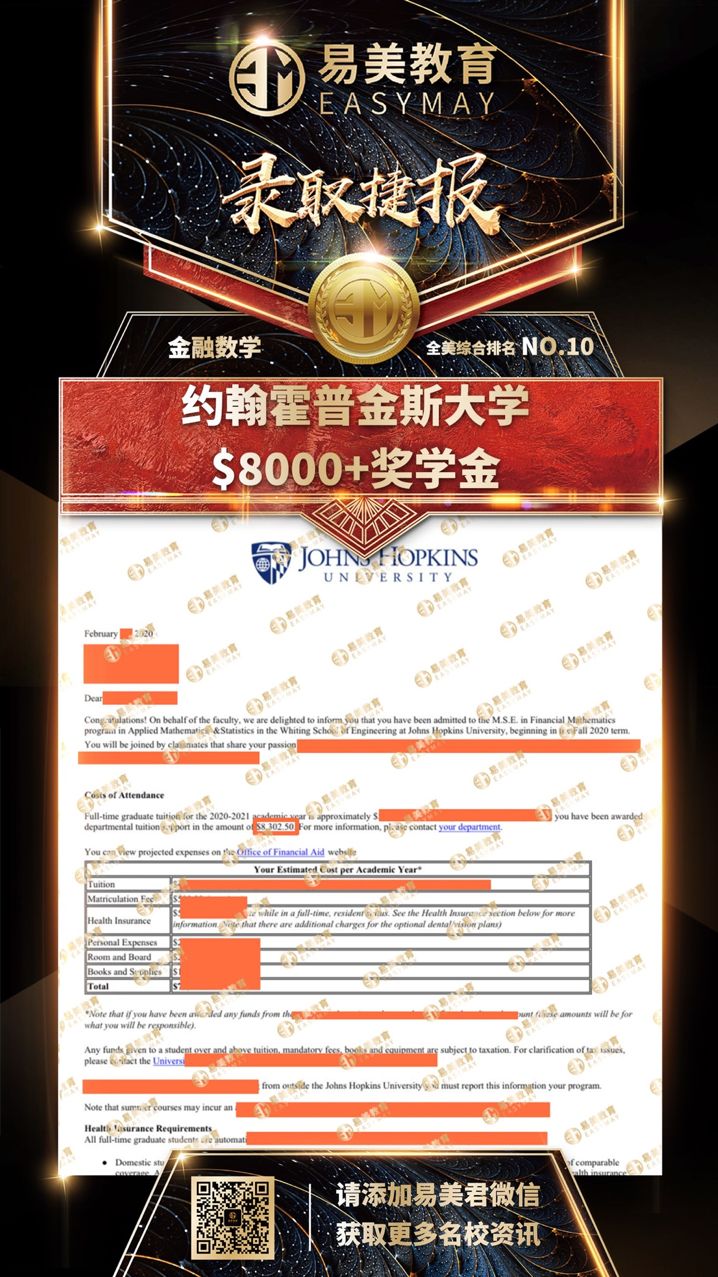 易美教育
EASYMAY
录取捷报
金融数学
全美综合排名 NO.10
约翰霍普金斯大学
$8000+奖学金
JOHNS HOPKINS
UNIVERSITY
February 2020
Dear
Congratulations! On behalf of the faculty, we are delighted to inform you that you have been admitted to the M.S.E. in Financial Mathematics
program in Applied Mathematics &Statistics in the Whiting School of Engineering at Johns Hopkins University, beginning in the Fall 2020 term.
You will be joined by classmates that share your passion
Costs of Attendance
Full-time graduate tuition for the 2020-2021 academic year is approximately $ you have been awarded
departmental tuition support in the amount of $8,302.50. For more information, please contact your department.
You can view projected expenses on the Office of Financial Aid website
Your Estimated Cost per Academic Year*
Tuition
Matriculation Fee
Health Insurance
while in a full-time, resident status. See the Health Insurance section below for more
information. Note that there are additional charges for the optional dental/vision plans)
Personal Expenses
Room and Board
Books and Supplies
Total
*Note that if you have been awarded any funds from the (these amounts will be for
what you will be responsible).
Any funds given to a student over and above tuition, mandatory fees, books and equipment are subject to taxation. For clarification of tax issues,
please contact the
from outside the Johns Hopkins University you must report this information your program.
Note that summer courses may incur an
Health Insurance Requirements
All full-time graduate students are
• Domestic of comparable
coverage. insurance
请添加易美君微信
获取更多名校资讯